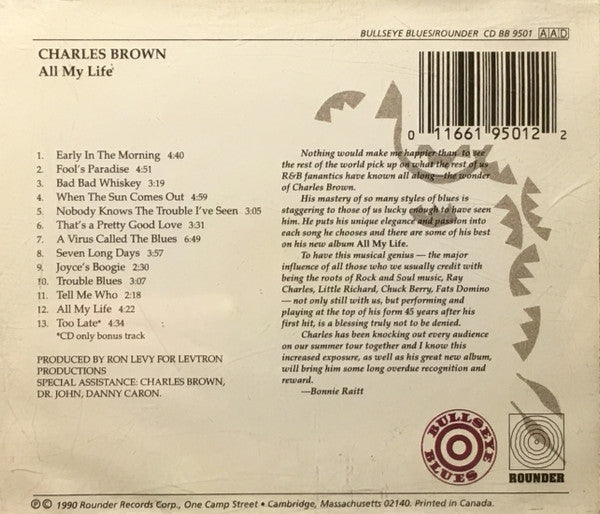 BULLSEYE BLUES/ROUNDER CD BB 9501 AAD
CHARLES BROWN
All My Life
0 11661 95012 2
1. Early In The Morning 4:40
2. Fool's Paradise 4:51
3. Bad Bad Whiskey 3:19
4. When The Sun Comes Out 4:59
5. Nobody Knows The Trouble I've Seen 3:05
6. That's a Pretty Good Love 3:31
7. A Virus Called The Blues 6:49
8. Seven Long Days 3:57
9. Joyce's Boogie 2:30
10. Trouble Blues 3:07
11. Tell Me Who 2:18
12. All My Life 4:22
13. Too Late* 4:34
*CD only bonus track
PRODUCED BY RON LEVY FOR LEVTRON
PRODUCTIONS
SPECIAL ASSISTANCE: CHARLES BROWN,
DR. JOHN, DANNY CARON.
Nothing would make me happier than to see
the rest of the world pick up on what the rest of us
R&B fanantics have known all along—the wonder
of Charles Brown.
His mastery of so many styles of blues is
staggering to those of us lucky enough to have seen
him. He puts his unique elegance and passion into
each song he chooses and there are some of his best
on his new album All My Life.
To have this musical genius — the major
influence of all those who we usually credit with
being the roots of Rock and Soul music, Ray
Charles, Little Richard, Chuck Berry, Fats Domino
— not only still with us, but performing and
playing at the top of his form 45 years after his
first hit, is a blessing truly not to be denied.
Charles has been knocking out every audience
on our summer tour together and I know this
increased exposure, as well as his great new album,
will bring him some long overdue recognition and
reward.
—Bonnie Raitt
BULLSEYE
BLUES
ROUNDER
℗© 1990 Rounder Records Corp., One Camp Street • Cambridge, Massachusetts 02140. Printed in Canada.